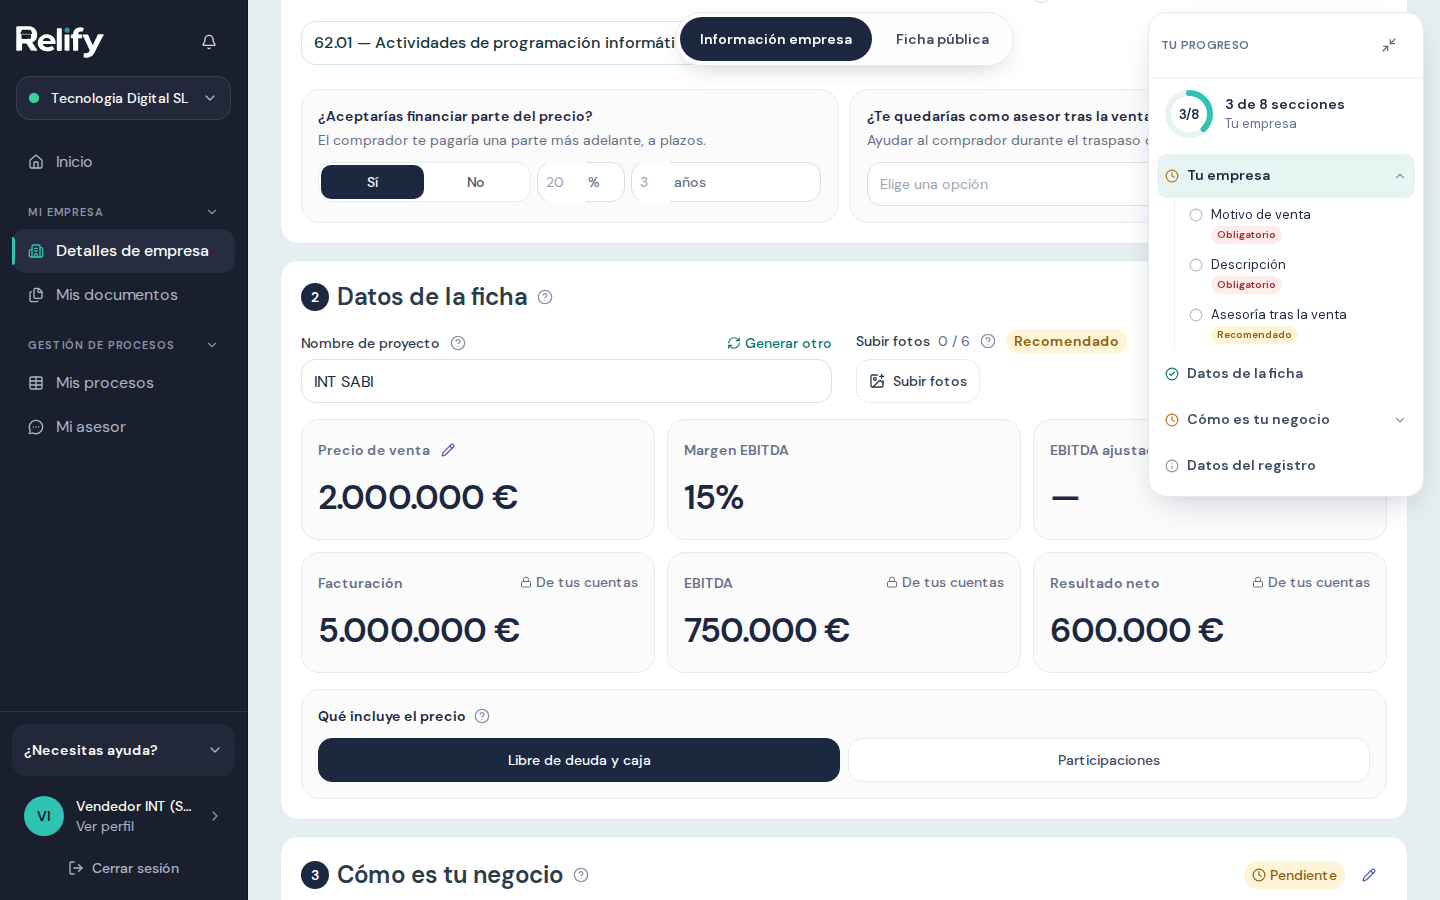 Relify
Tecnologia Digital SL
Inicio
MI EMPRESA
Detalles de empresa
Mis documentos
GESTIÓN DE PROCESOS
Mis procesos
Mi asesor
¿Necesitas ayuda?
VI
Vendedor INT (S...
Ver perfil
Cerrar sesión
Información empresa
Ficha pública
62.01 — Actividades de programación informáti
¿Aceptarías financiar parte del precio?
El comprador te pagaría una parte más adelante, a plazos.
Sí
No
20 %
3 años
¿Te quedarías como asesor tras la venta
Ayudar al comprador durante el traspaso
Elige una opción
2 Datos de la ficha
Nombre de proyecto
Generar otro
INT SABI
Subir fotos 0 / 6
Recomendado
Subir fotos
Precio de venta
2.000.000 €
Margen EBITDA
15%
EBITDA
—
Facturación
De tus cuentas
5.000.000 €
EBITDA
De tus cuentas
750.000 €
Resultado neto
De tus cuentas
600.000 €
Qué incluye el precio
Libre de deuda y caja
Participaciones
3 Cómo es tu negocio
Pendiente
TU PROGRESO
3/8
3 de 8 secciones
Tu empresa
Tu empresa
Motivo de venta
Obligatorio
Descripción
Obligatorio
Asesoría tras la venta
Recomendado
Datos de la ficha
Cómo es tu negocio
Datos del registro